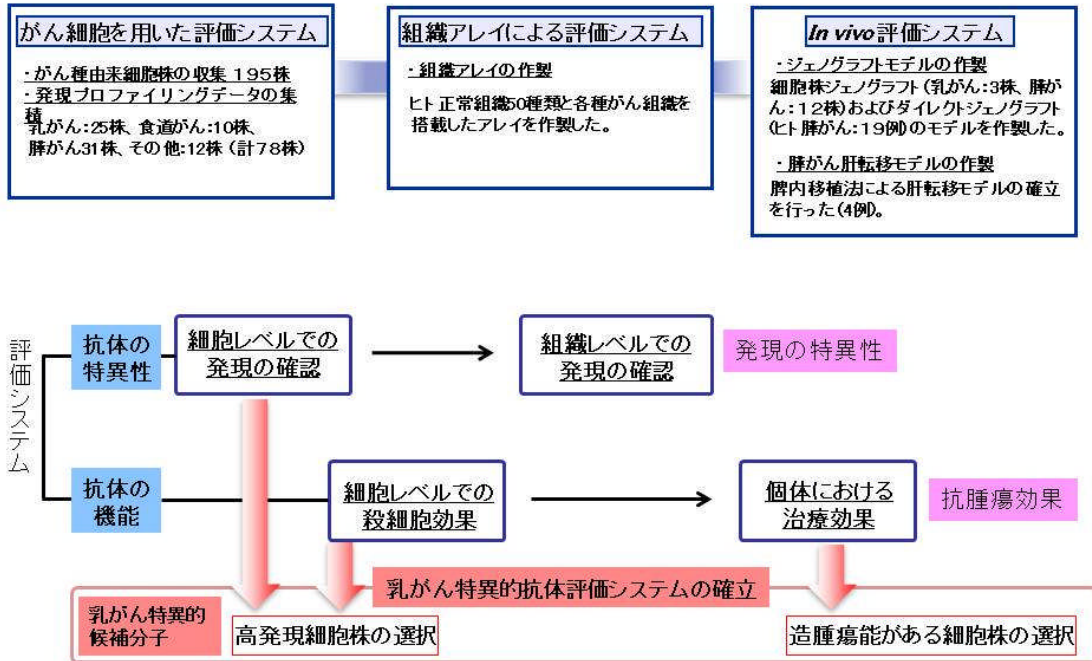 がん細胞を用いた評価システム
・がん種由来細胞株の収集 195株
・発現プロファイリングデータの集
積
乳がん:25株、食道がん:10株、
膵がん31株、その他:12株 (計78株)
組織アレイによる評価システム
・組織アレイの作製
ヒト正常組織50種類と各種がん組織を
搭載したアレイを作製した。
In vivo 評価システム
・ジェノグラフトモデルの作製
細胞株ジェノグラフト(乳がん:3株、膵が
ん:12株)およびダイレクトジェノグラフト
(ヒト膵がん:19例)のモデルを作製した。
・膵がん肝転移モデルの作製
脾内移植法による肝転移モデルの確立
を行った(4例)。
評価システム
抗体の
特異性
細胞レベルでの
発現の確認
組織レベルでの
発現の確認
発現の特異性
抗体の
機能
細胞レベルでの
殺細胞効果
個体における
治療効果
抗腫瘍効果
乳がん特異的抗体評価システムの確立
乳がん特異的
候補分子
高発現細胞株の選択
造腫瘍能がある細胞株の選択